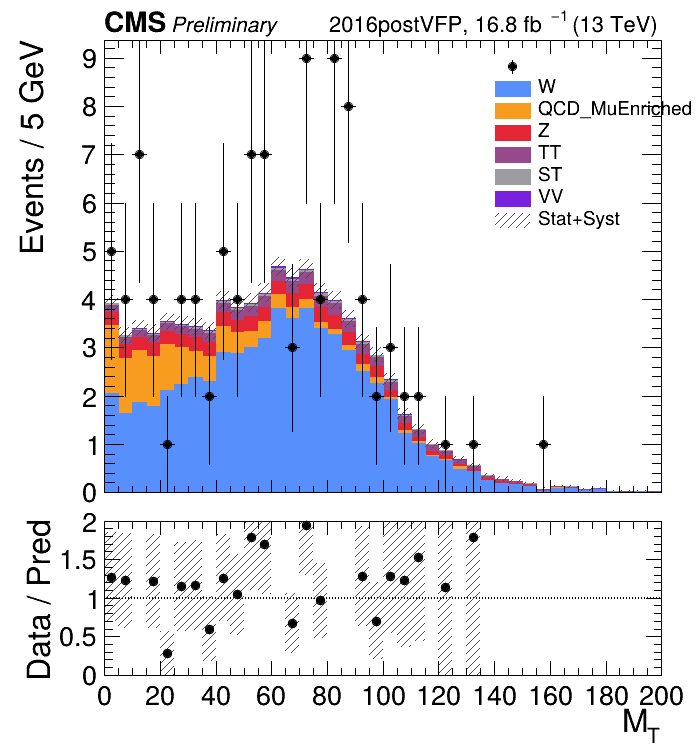 CMS Preliminary 2016postVFP, 16.8 fb⁻¹ (13 TeV)
Events / 5 GeV
9
8
7
6
5
4
3
2
1
0
W
QCD_MuEnriched
Z
TT
ST
VV
Stat+Syst
Data / Pred
2
1.5
1
0.5
0
0 20 40 60 80 100 120 140 160 180 200
M_T